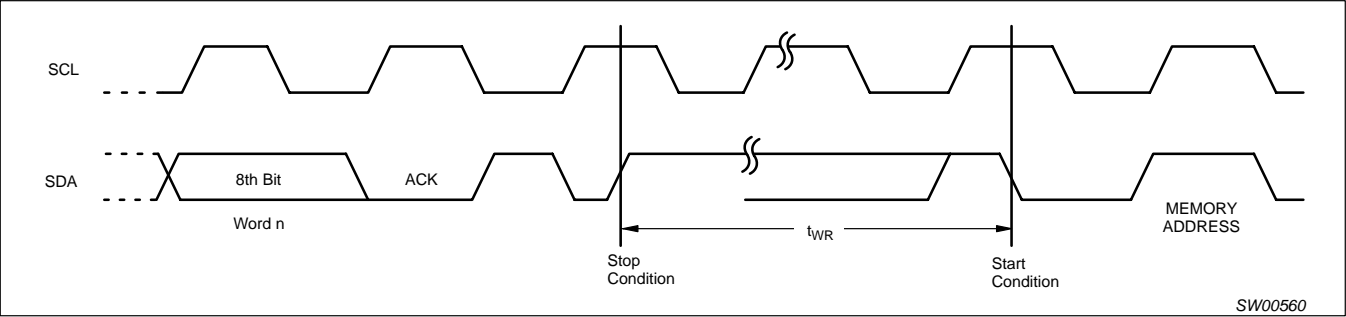 SCL
SDA
8th Bit
ACK
Word n
tWR
MEMORY
ADDRESS
Stop
Condition
Start
Condition
SW00560